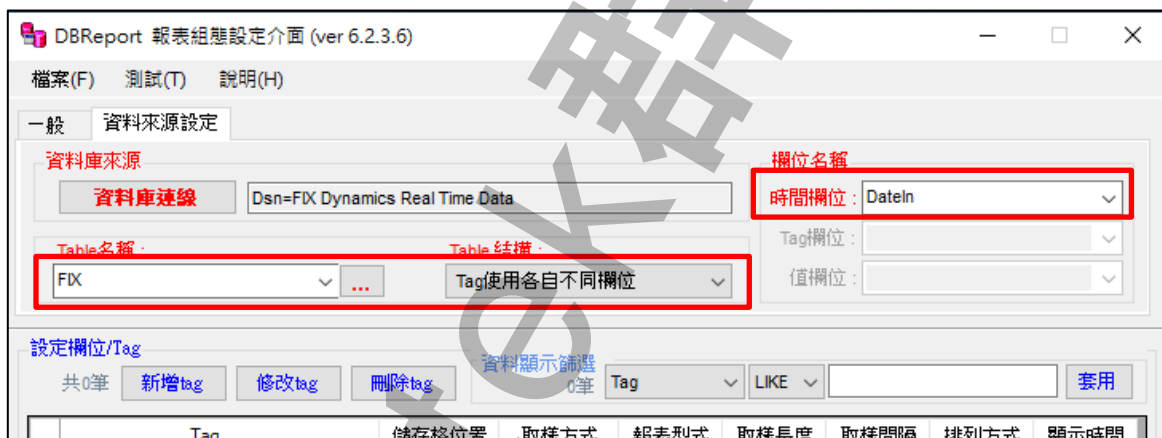 DBReport 報表組態設定介面 (ver 6.2.3.6)
檔案(F) 測試(T) 說明(H)
一般 資料來源設定
資料庫來源
資料庫連線 Dsn=FIX Dynamics Real Time Data
欄位名稱
時間欄位 : DateIn
Tag欄位 :
值欄位 :
Table名稱 : Table 結構 :
FIX ... Tag使用各自不同欄位
設定欄位/Tag
共0筆 新增tag 修改tag 刪除tag
資料顯示篩選
0筆 Tag LIKE 套用
Tag 儲存格位置 取樣方式 報表型式 取樣長度 取樣間隔 排列方式 顯示時間
tek群